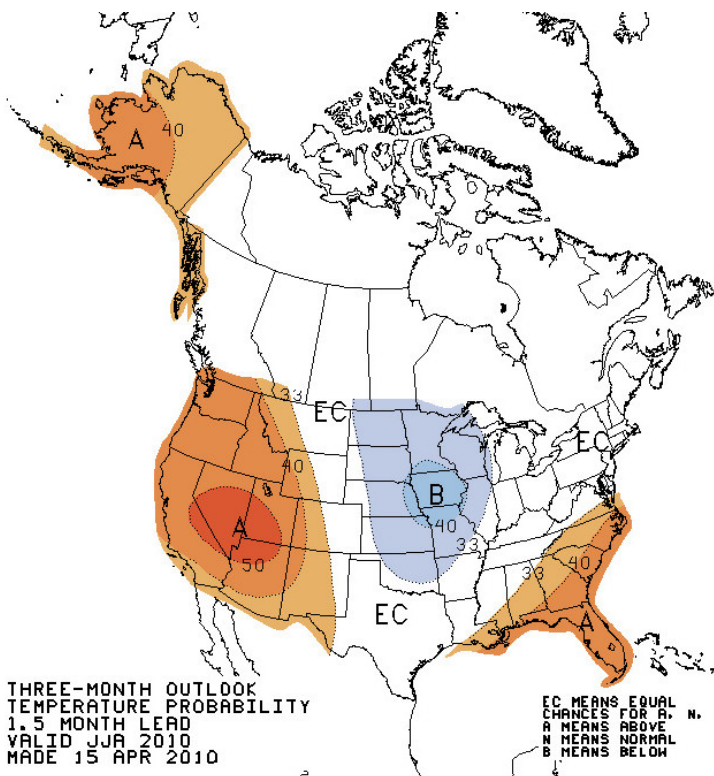 A
40
33
EC
40
A
50
B
40
33
EC
EC
33
40
A
THREE-MONTH OUTLOOK
TEMPERATURE PROBABILITY
1.5 MONTH LEAD
VALID JJA 2010
MADE 15 APR 2010
EC MEANS EQUAL
CHANCES FOR A, N,
A MEANS ABOVE
N MEANS NORMAL
B MEANS BELOW